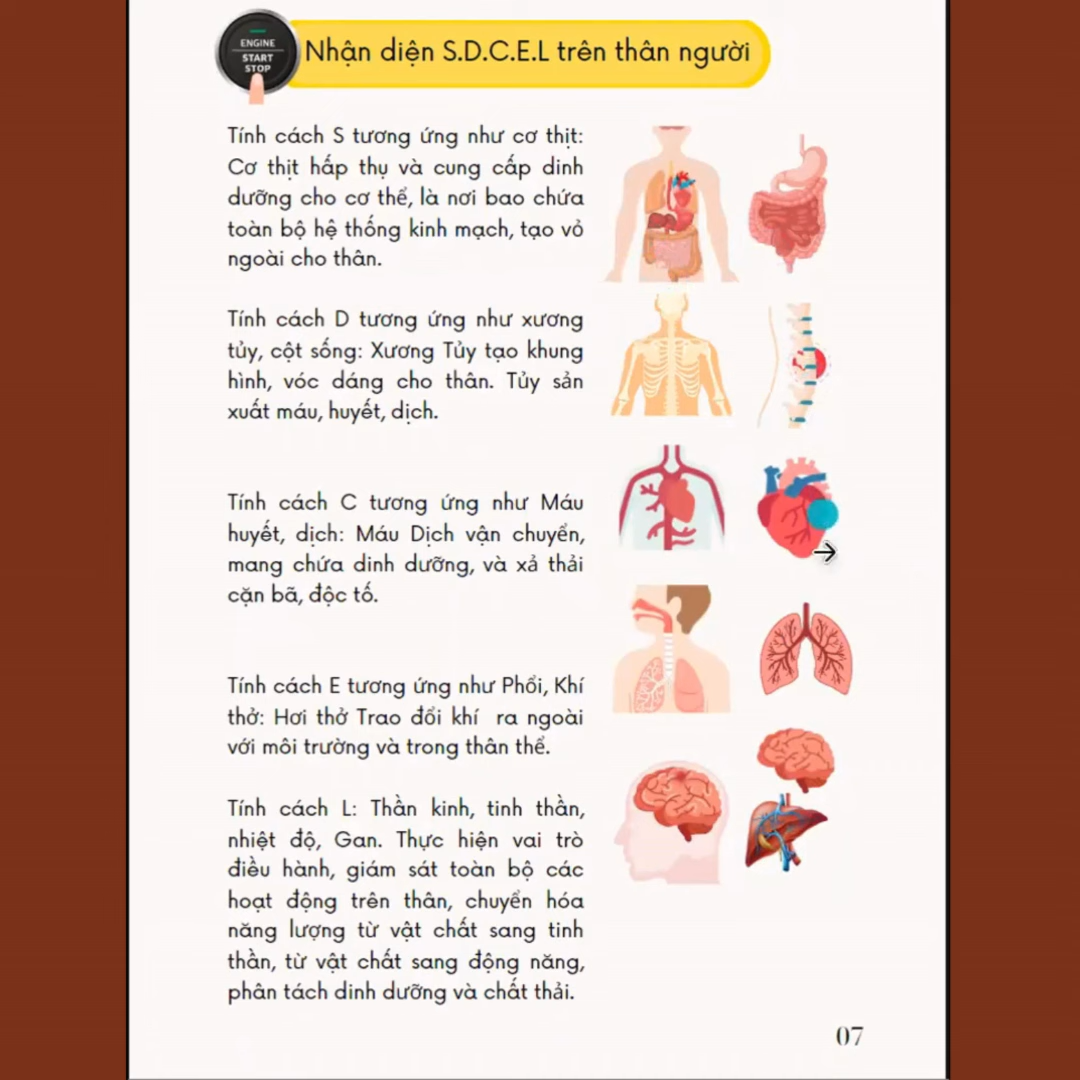 ENGINE
START
STOP
Nhận diện S.D.C.E.L trên thân người
Tính cách S tương ứng như cơ thịt:
Cơ thịt hấp thụ và cung cấp dinh
dưỡng cho cơ thể, là nơi bao chứa
toàn bộ hệ thống kinh mạch, tạo vỏ
ngoài cho thân.
Tính cách D tương ứng như xương
tủy, cột sống: Xương Tủy tạo khung
hình, vóc dáng cho thân. Tủy sản
xuất máu, huyết, dịch.
Tính cách C tương ứng như Máu
huyết, dịch: Máu Dịch vận chuyển,
mang chứa dinh dưỡng, và xả thải
cặn bã, độc tố.
Tính cách E tương ứng như Phổi, Khí
thở: Hơi thở Trao đổi khí ra ngoài
với môi trường và trong thân thể.
Tính cách L: Thần kinh, tinh thần,
nhiệt độ, Gan. Thực hiện vai trò
điều hành, giám sát toàn bộ các
hoạt động trên thân, chuyển hóa
năng lượng từ vật chất sang tinh
thần, từ vật chất sang động năng,
phân tách dinh dưỡng và chất thải.
07